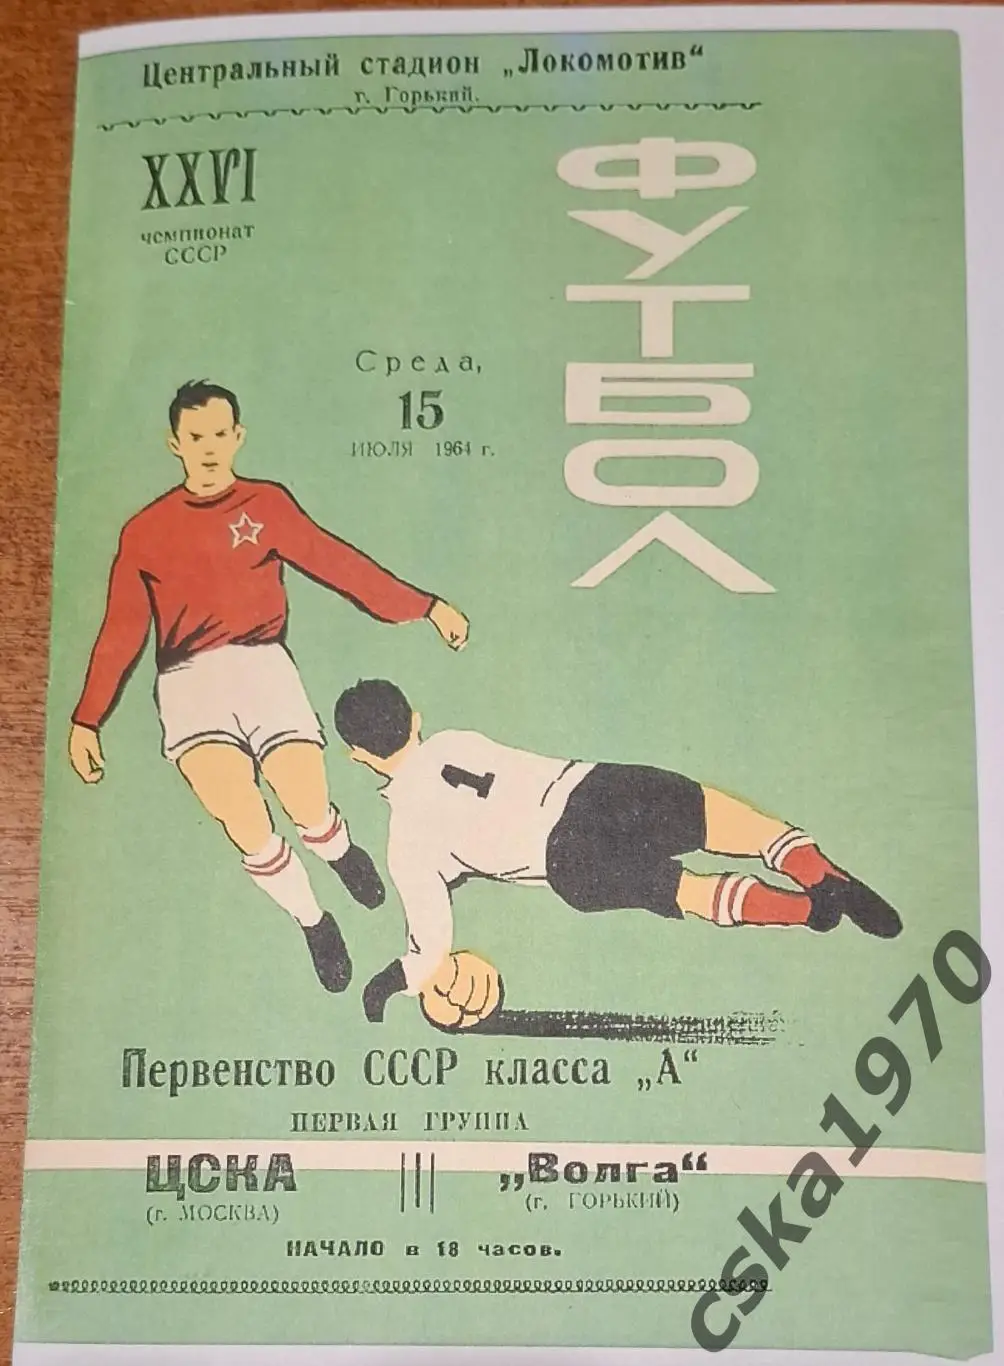 Центральный стадион „Локомотив“
г. Горький.
XXVI
чемпионат
СССР
ФУТБОЛ
Среда,
15
ИЮЛЯ 1964 г.
1
Первенство СССР класса „А“
ПЕРВАЯ ГРУППА
ЦСКА
(г. МОСКВА)
„Волга“
(г. ГОРЬКИЙ)
НАЧАЛО в 18 часов.
cska1970